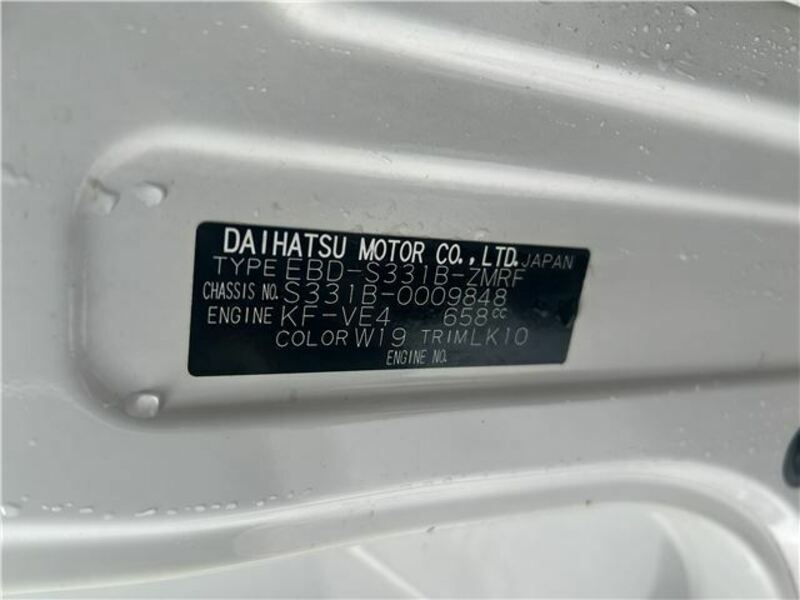 DAIHATSU MOTOR CO., LTD. JAPAN
TYPE EBD-S331B-ZMRF
CHASSIS NO. S331B-0009848
ENGINE KF-VE4 658cc
COLOR W19 TRIM LK10
ENGINE NO.